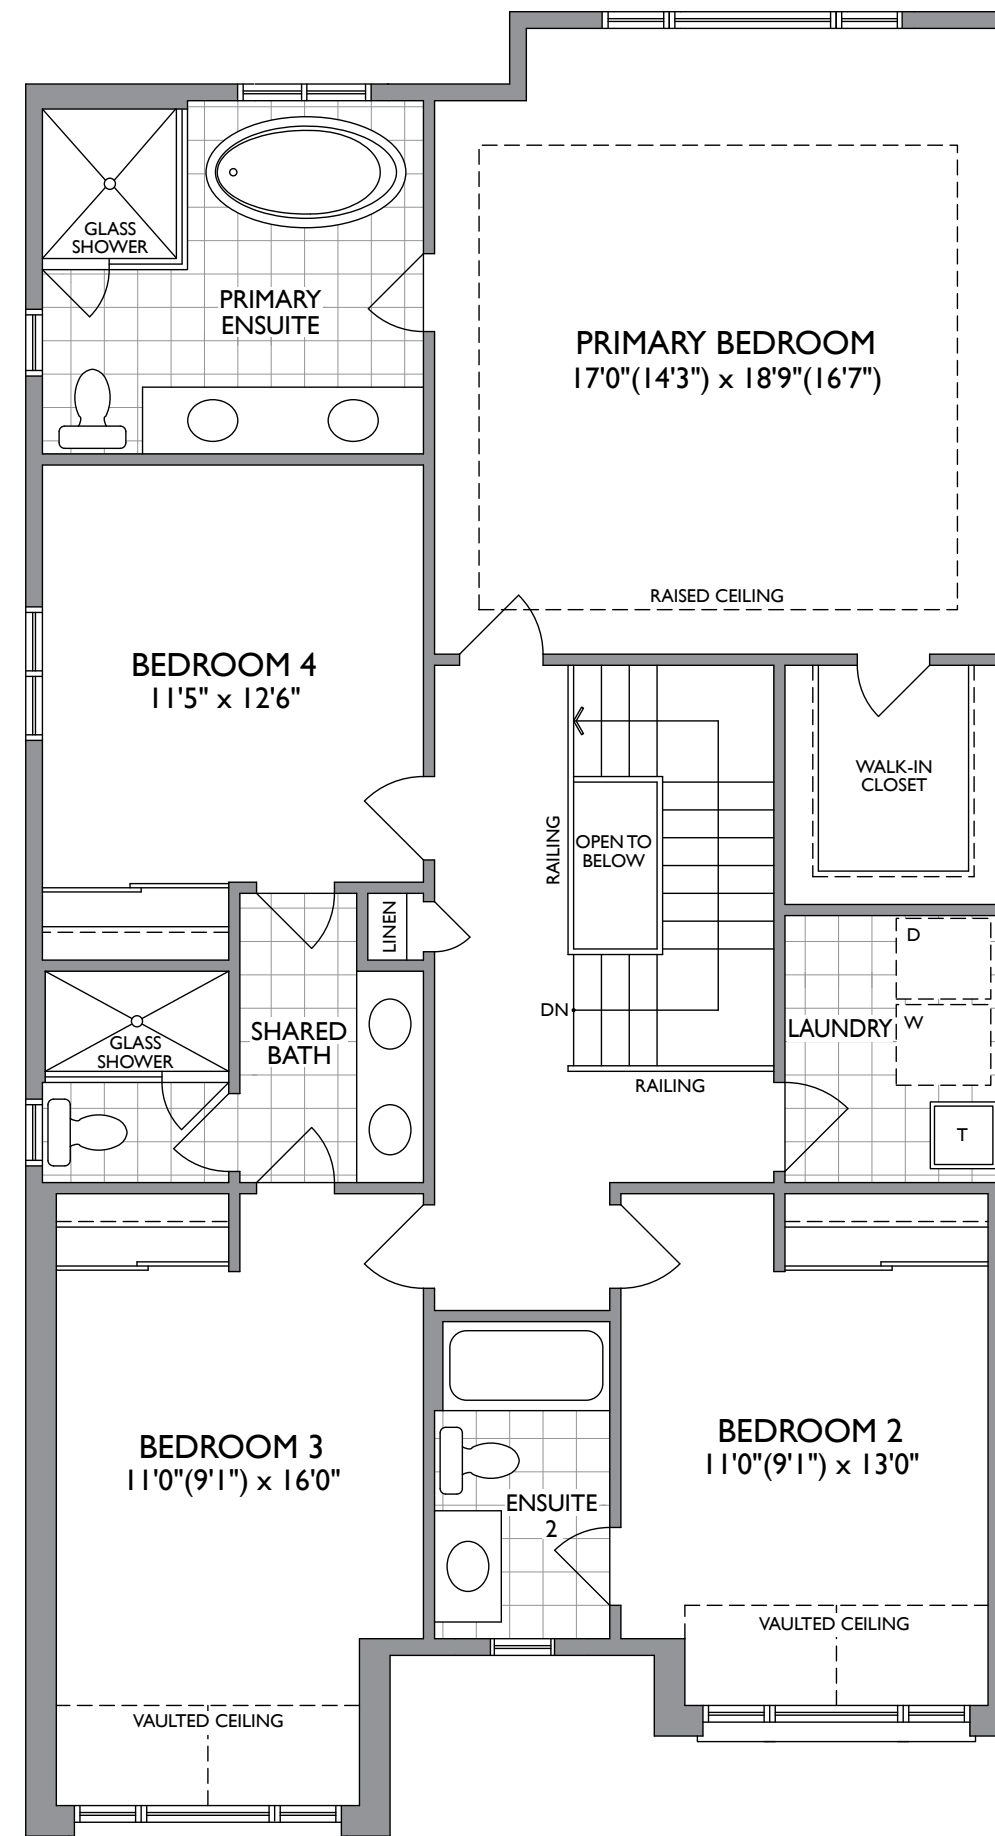 GLASS
SHOWER
PRIMARY
ENSUITE
PRIMARY BEDROOM
17'0"(14'3") x 18'9"(16'7")
RAISED CEILING
BEDROOM 4
11'5" x 12'6"
WALK-IN
CLOSET
RAILING
OPEN TO
BELOW
LINEN
D
DN
LAUNDRY
W
SHARED
BATH
GLASS
SHOWER
RAILING
T
BEDROOM 3
11'0"(9'1") x 16'0"
BEDROOM 2
11'0"(9'1") x 13'0"
ENSUITE
2
VAULTED CEILING
VAULTED CEILING